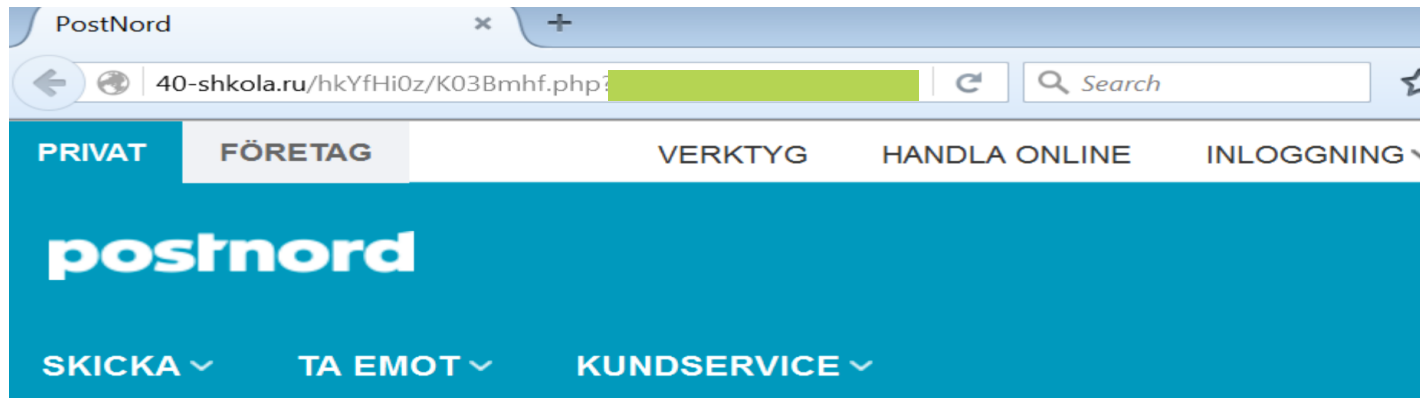 PostNord
40-shkola.ru/hkYfHi0z/K03Bmhf.php?
Search
PRIVAT FÖRETAG VERKTYG HANDLA ONLINE INLOGGNING
postnord
SKICKA TA EMOT KUNDSERVICE